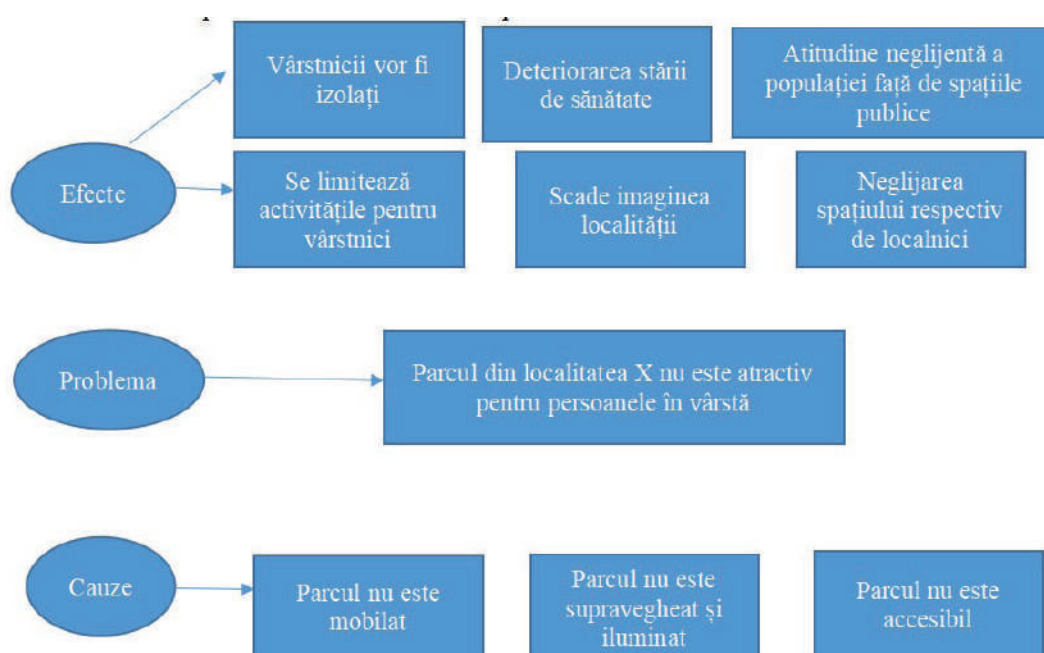 Vârstnicii vor fi
izolați
Deteriorarea stării
de sănătate
Atitudine neglijentă a
populației față de spațiile
publice
Efecte
Se limitează
activitățile pentru
vârstnici
Scade imaginea
localității
Neglijarea
spațiului respectiv
de localnici
Problema
Parcul din localitatea X nu este atractiv
pentru persoanele în vârstă
Cauze
Parcul nu este
mobilat
Parcul nu este
supravegheat și
iluminat
Parcul nu este
accesibil